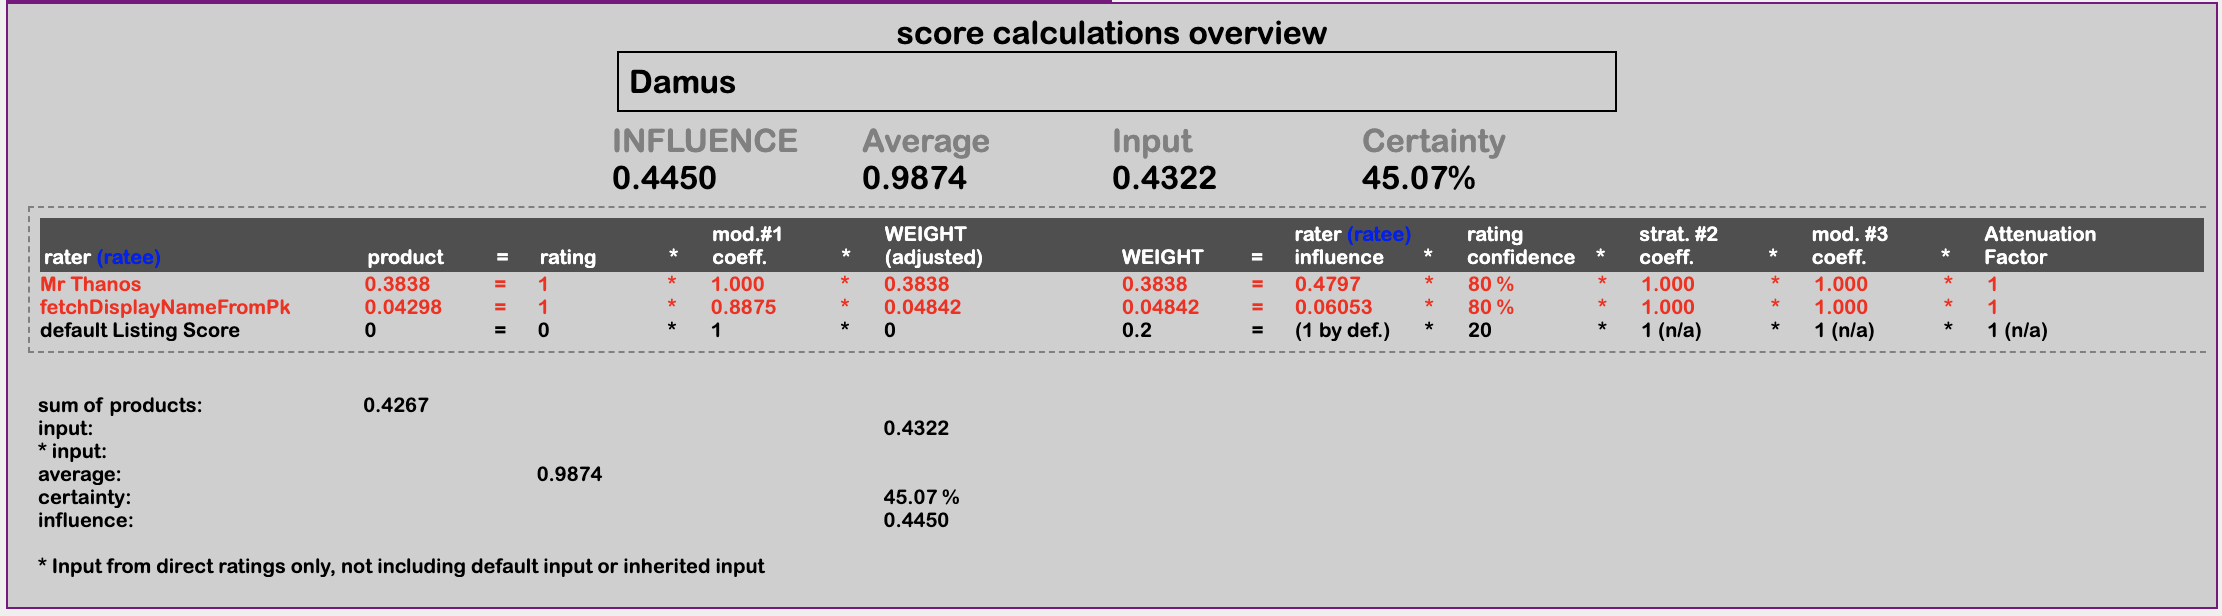 score calculations overview
Damus
INFLUENCE Average Input Certainty
0.4450 0.9874 0.4322 45.07%
mod.#1 WEIGHT rater (ratee) rating strat. #2 mod. #3 Attenuation
rater (ratee) product = rating * coeff. * (adjusted) WEIGHT = influence * confidence * coeff. * coeff. * Factor
Mr Thanos 0.3838 = 1 * 1.000 * 0.3838 0.3838 = 0.4797 * 80 % * 1.000 * 1.000 * 1
fetchDisplayNameFromPk 0.04298 = 1 * 0.8875 * 0.04842 0.04842 = 0.06053 * 80 % * 1.000 * 1.000 * 1
default Listing Score 0 = 0 * 1 * 0 0.2 = (1 by def.) * 20 * 1 (n/a) * 1 (n/a) * 1 (n/a)
sum of products: 0.4267
input: 0.4322
* input:
average: 0.9874
certainty: 45.07 %
influence: 0.4450
* Input from direct ratings only, not including default input or inherited input